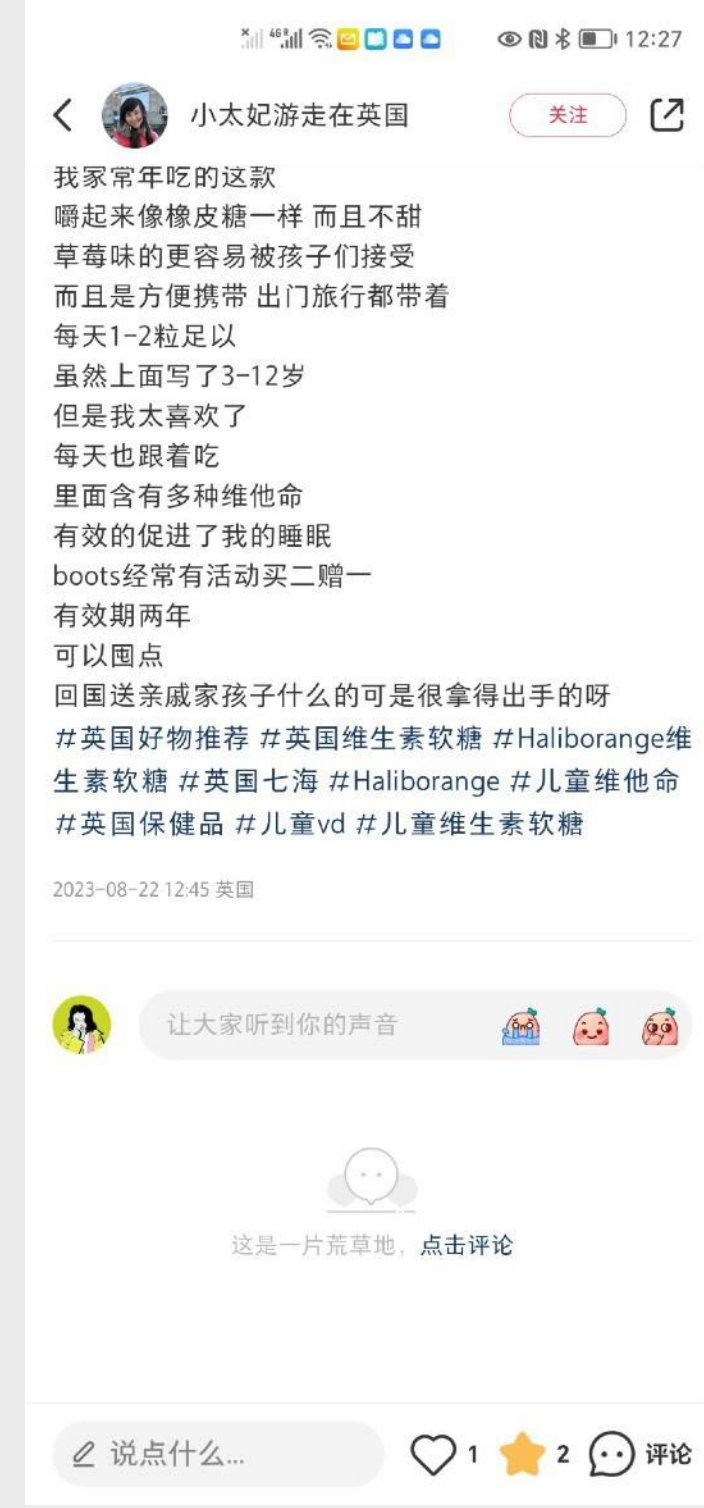 46 12:27
小太妃游走在英国 关注
我家常年吃的这款
嚼起来像橡皮糖一样 而且不甜
草莓味的更容易被孩子们接受
而且是方便携带 出门旅行都带着
每天1-2粒足以
虽然上面写了3-12岁
但是我太喜欢了
每天也跟着吃
里面含有多种维他命
有效的促进了我的睡眠
boots经常有活动买二赠一
有效期两年
可以囤点
回国送亲戚家孩子什么的可是很拿得出手的呀
#英国好物推荐 #英国维生素软糖 #Haliborange维
生素软糖 #英国七海 #Haliborange #儿童维他命
#英国保健品 #儿童vd #儿童维生素软糖
2023-08-22 12:45 英国
让大家听到你的声音
这是一片荒草地，点击评论
说点什么... 1 2 评论